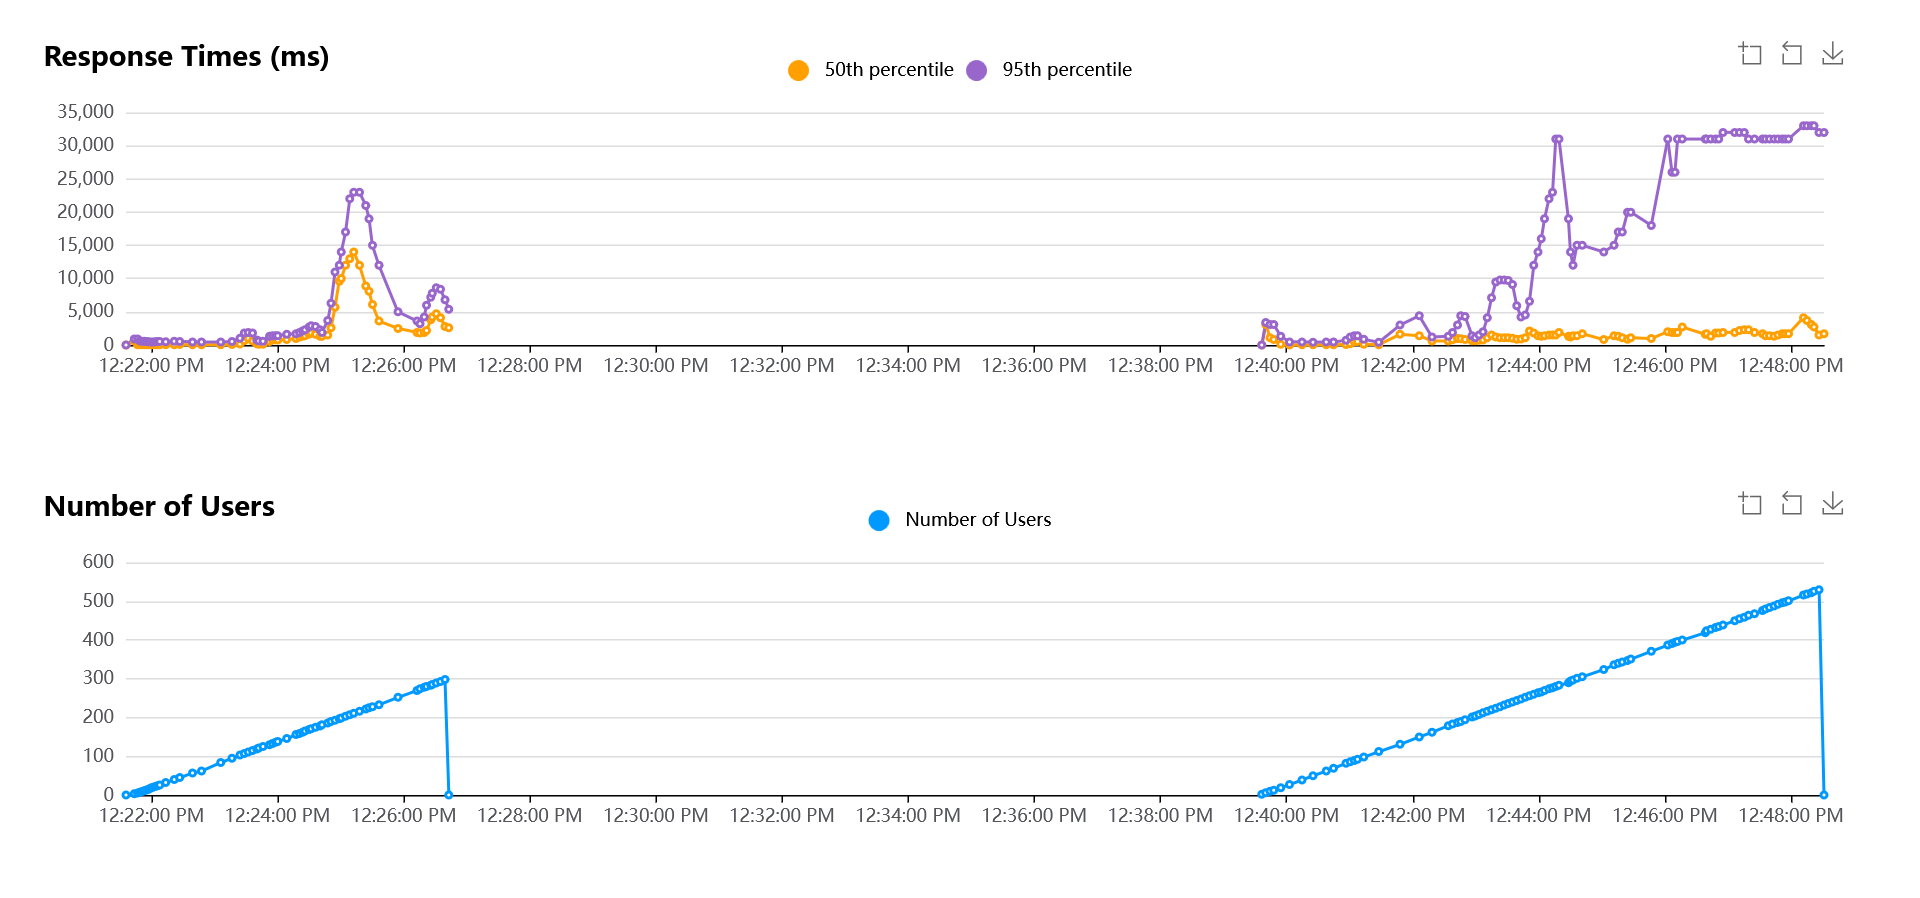 Response Times (ms)
50th percentile 95th percentile
35,000
30,000
25,000
20,000
15,000
10,000
5,000
0
12:22:00 PM 12:24:00 PM 12:26:00 PM 12:28:00 PM 12:30:00 PM 12:32:00 PM 12:34:00 PM 12:36:00 PM 12:38:00 PM 12:40:00 PM 12:42:00 PM 12:44:00 PM 12:46:00 PM 12:48:00 PM
Number of Users
Number of Users
600
500
400
300
200
100
0
12:22:00 PM 12:24:00 PM 12:26:00 PM 12:28:00 PM 12:30:00 PM 12:32:00 PM 12:34:00 PM 12:36:00 PM 12:38:00 PM 12:40:00 PM 12:42:00 PM 12:44:00 PM 12:46:00 PM 12:48:00 PM